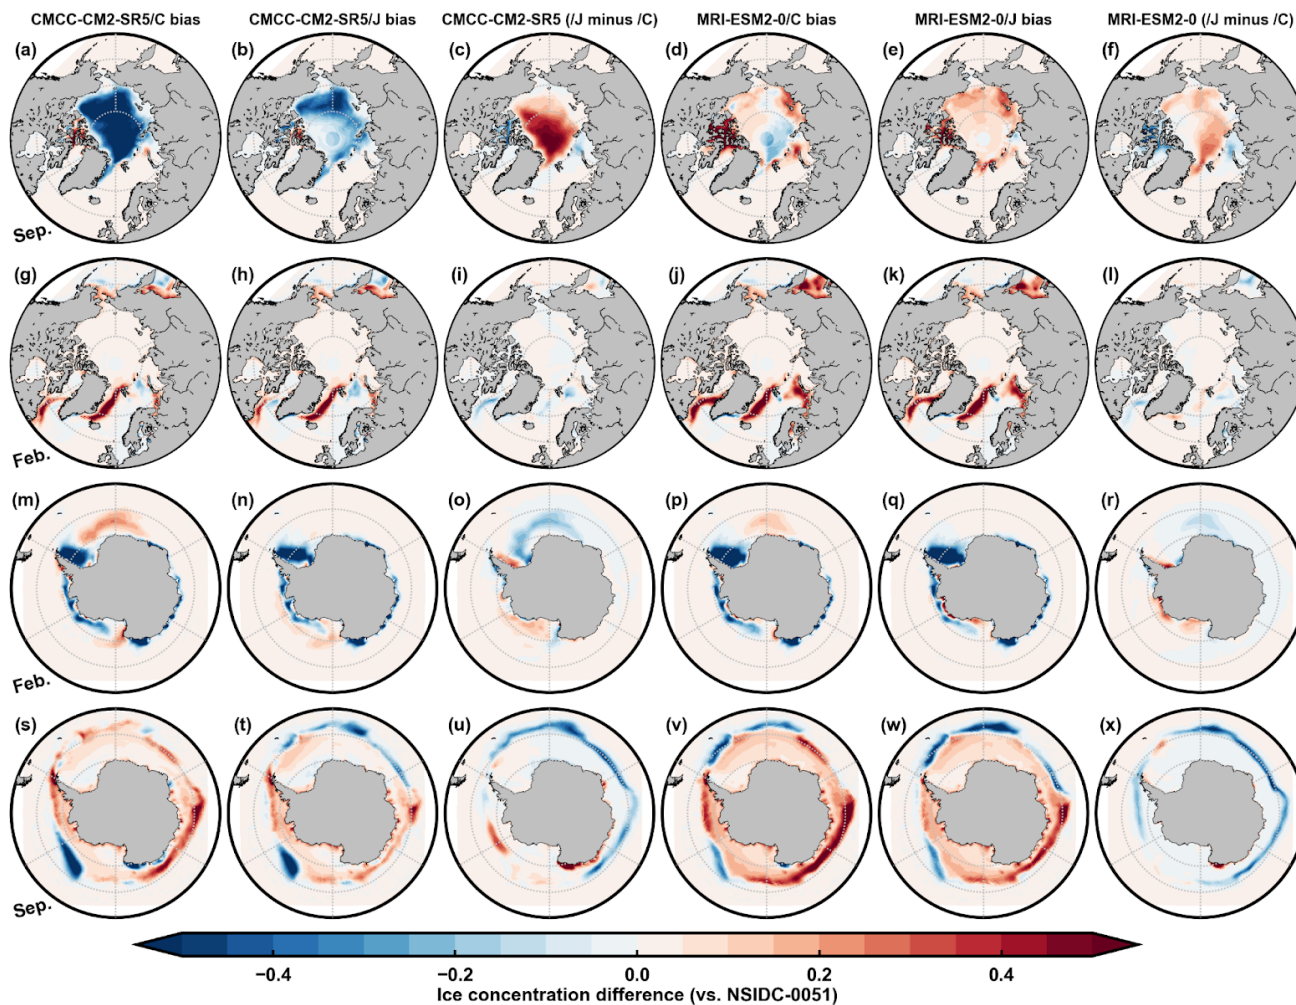 CMCC-CM2-SR5/C bias CMCC-CM2-SR5/J bias CMCC-CM2-SR5 (/J minus /C) MRI-ESM2-0/C bias MRI-ESM2-0/J bias MRI-ESM2-0 (/J minus /C)
(a) (b) (c) (d) (e) (f)
Sep.
(g) (h) (i) (j) (k) (l)
Feb.
(m) (n) (o) (p) (q) (r)
Feb.
(s) (t) (u) (v) (w) (x)
Sep.
−0.4 −0.2 0.0 0.2 0.4
Ice concentration difference (vs. NSIDC-0051)